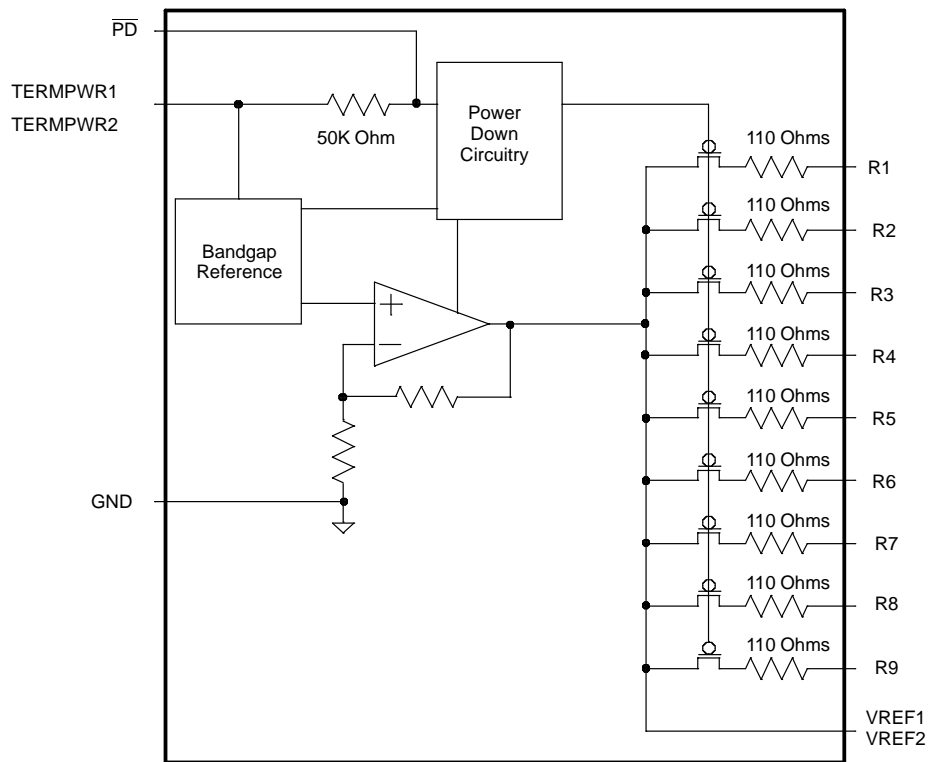 PD
TERMPWR1
TERMPWR2
50K Ohm
Power
Down
Circuitry
Bandgap
Reference
+
−
GND
110 Ohms
R1
110 Ohms
R2
110 Ohms
R3
110 Ohms
R4
110 Ohms
R5
110 Ohms
R6
110 Ohms
R7
110 Ohms
R8
110 Ohms
R9
VREF1
VREF2